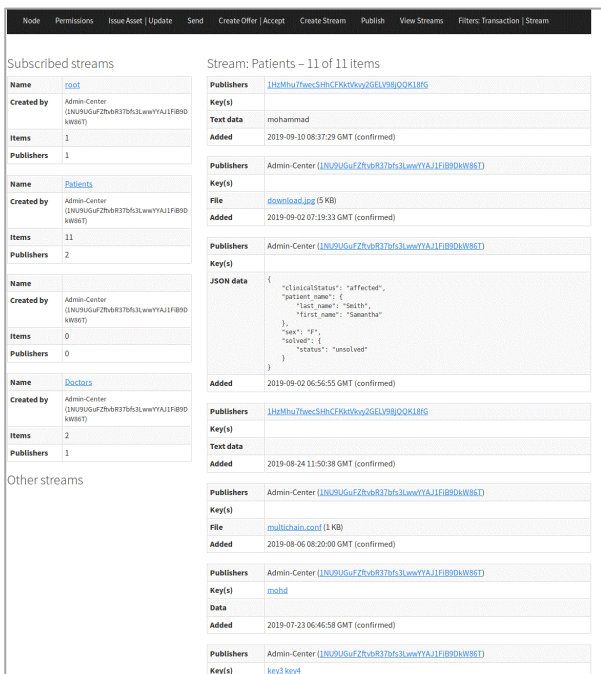 Node Permissions Issue Asset | Update Send Create Offer | Accept Create Stream Publish View Streams Filters: Transaction | Stream
Subscribed streams
Name root
Created by Admin-Center
(1NU9UGuFZftvbR37bfs3LwwYYAJ1FiB9D
kW86T)
Items 1
Publishers 1
Name Patients
Created by Admin-Center
(1NU9UGuFZftvbR37bfs3LwwYYAJ1FiB9D
kW86T)
Items 11
Publishers 2
Name
Created by Admin-Center
(1NU9UGuFZftvbR37bfs3LwwYYAJ1FiB9D
kW86T)
Items 0
Publishers 0
Name Doctors
Created by Admin-Center
(1NU9UGuFZftvbR37bfs3LwwYYAJ1FiB9D
kW86T)
Items 2
Publishers 1
Other streams
Stream: Patients – 11 of 11 items
Publishers 1HzMhu7fwecSHhCFKktVkvy2GELV98jQQK18fG
Key(s)
Text data mohammad
Added 2019-09-10 08:37:29 GMT (confirmed)
Publishers Admin-Center (1NU9UGuFZftvbR37bfs3LwwYYAJ1FiB9DkW86T)
Key(s)
File download.jpg (5 KB)
Added 2019-09-02 07:19:33 GMT (confirmed)
Publishers Admin-Center (1NU9UGuFZftvbR37bfs3LwwYYAJ1FiB9DkW86T)
Key(s)
JSON data {
"clinicalStatus": "affected",
"patient_name": {
"last_name": "Smith",
"first_name": "Samantha"
},
"sex": "F",
"solved": {
"status": "unsolved"
}
}
Added 2019-09-02 06:56:55 GMT (confirmed)
Publishers 1HzMhu7fwecSHhCFKktVkvy2GELV98jQQK18fG
Key(s)
Text data
Added 2019-08-24 11:50:38 GMT (confirmed)
Publishers Admin-Center (1NU9UGuFZftvbR37bfs3LwwYYAJ1FiB9DkW86T)
Key(s)
File multichain.conf (1 KB)
Added 2019-08-06 08:20:00 GMT (confirmed)
Publishers Admin-Center (1NU9UGuFZftvbR37bfs3LwwYYAJ1FiB9DkW86T)
Key(s) mohd
Data
Added 2019-07-23 06:46:58 GMT (confirmed)
Publishers Admin-Center (1NU9UGuFZftvbR37bfs3LwwYYAJ1FiB9DkW86T)
Key(s) key3 key4